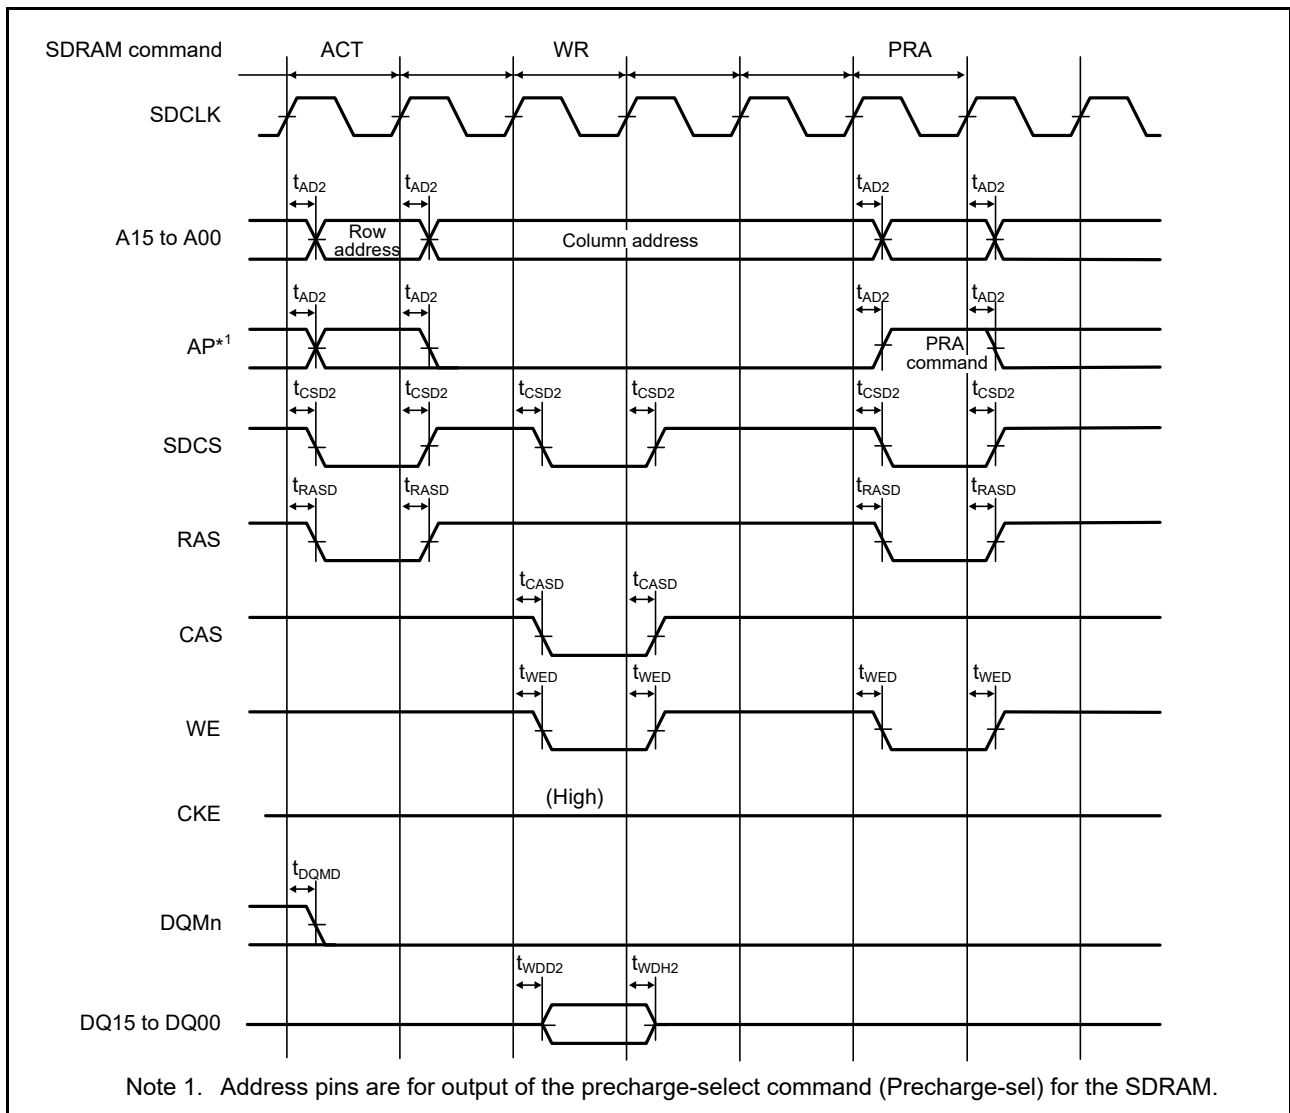 SDRAM command ACT WR PRA
SDCLK
tAD2 tAD2 tAD2 tAD2
A15 to A00 Row address Column address
tAD2 tAD2 tAD2 tAD2
AP*1 PRA command
tCSD2 tCSD2 tCSD2 tCSD2 tCSD2 tCSD2
SDCS
tRASD tRASD tRASD tRASD
RAS
tCASD tCASD
CAS
tWED tWED tWED tWED
WE
(High)
CKE
tDQMD
DQMn
tWDD2 tWDH2
DQ15 to DQ00
Note 1. Address pins are for output of the precharge-select command (Precharge-sel) for the SDRAM.